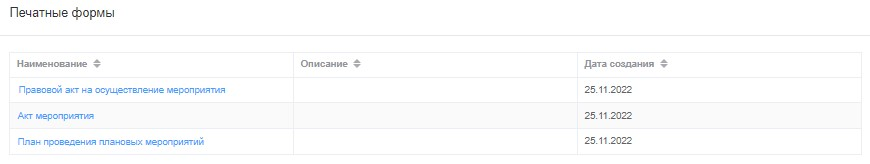 Печатные формы
Наименование Описание Дата создания
Правовой акт на осуществление мероприятия 25.11.2022
Акт мероприятия 25.11.2022
План проведения плановых мероприятий 25.11.2022